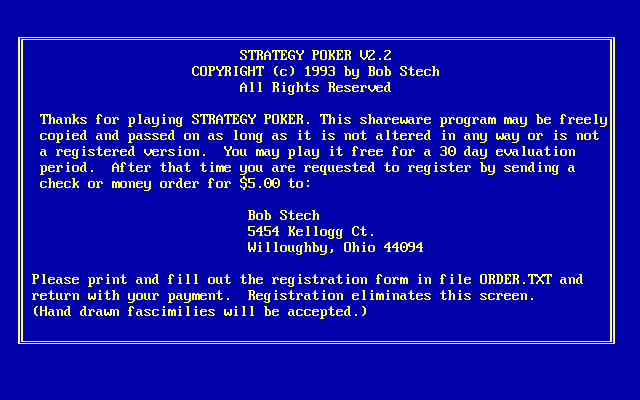 STRATEGY POKER V2.2
COPYRIGHT (c) 1993 by Bob Stech
All Rights Reserved
Thanks for playing STRATEGY POKER. This shareware program may be freely
copied and passed on as long as it is not altered in any way or is not
a registered version.  You may play it free for a 30 day evaluation
period.  After that time you are requested to register by sending a
check or money order for $5.00 to:
Bob Stech
5454 Kellogg Ct.
Willoughby, Ohio 44094
Please print and fill out the registration form in file ORDER.TXT and
return with your payment.  Registration eliminates this screen.
(Hand drawn fascimilies will be accepted.)